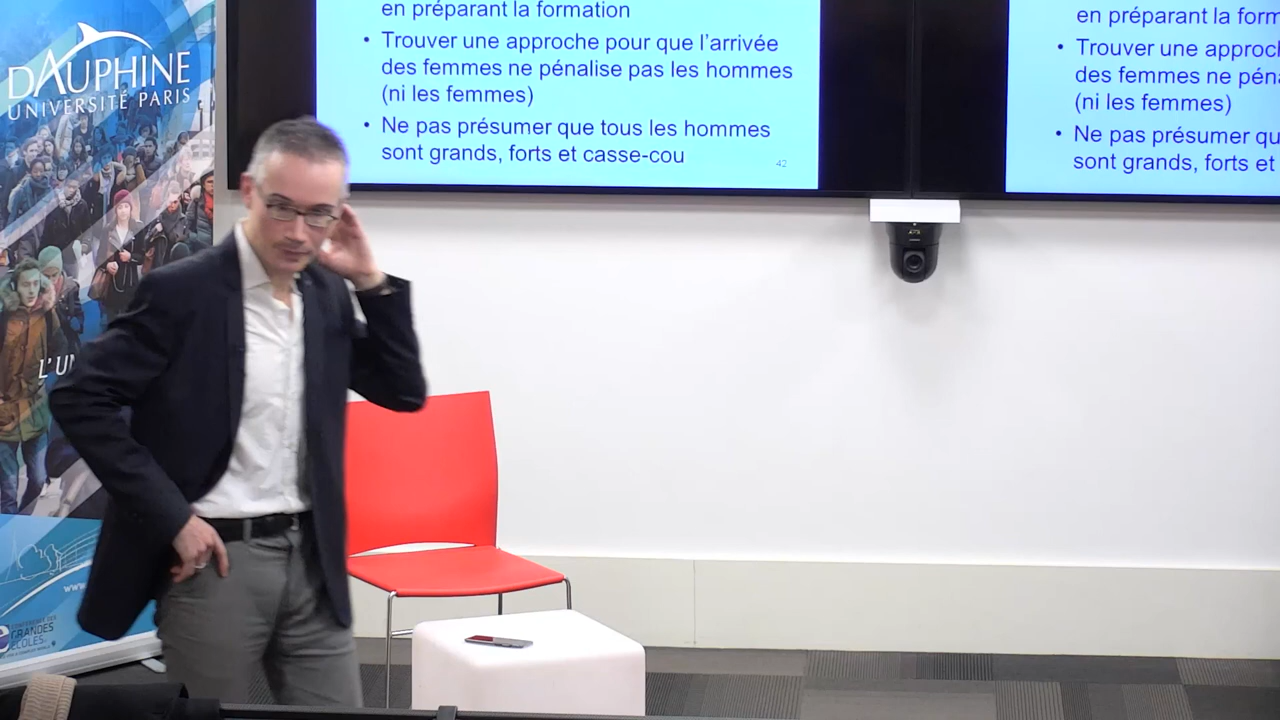 DAUPHINE
UNIVERSITÉ PARIS
L'UN
CONFÉRENCE DES
GRANDES
ÉCOLES
en préparant la formation
• Trouver une approche pour que l'arrivée
des femmes ne pénalise pas les hommes
(ni les femmes)
• Ne pas présumer que tous les hommes
sont grands, forts et casse-cou
42
en préparant la form
• Trouver une approch
des femmes ne péna
(ni les femmes)
• Ne pas présumer qu
sont grands, forts et